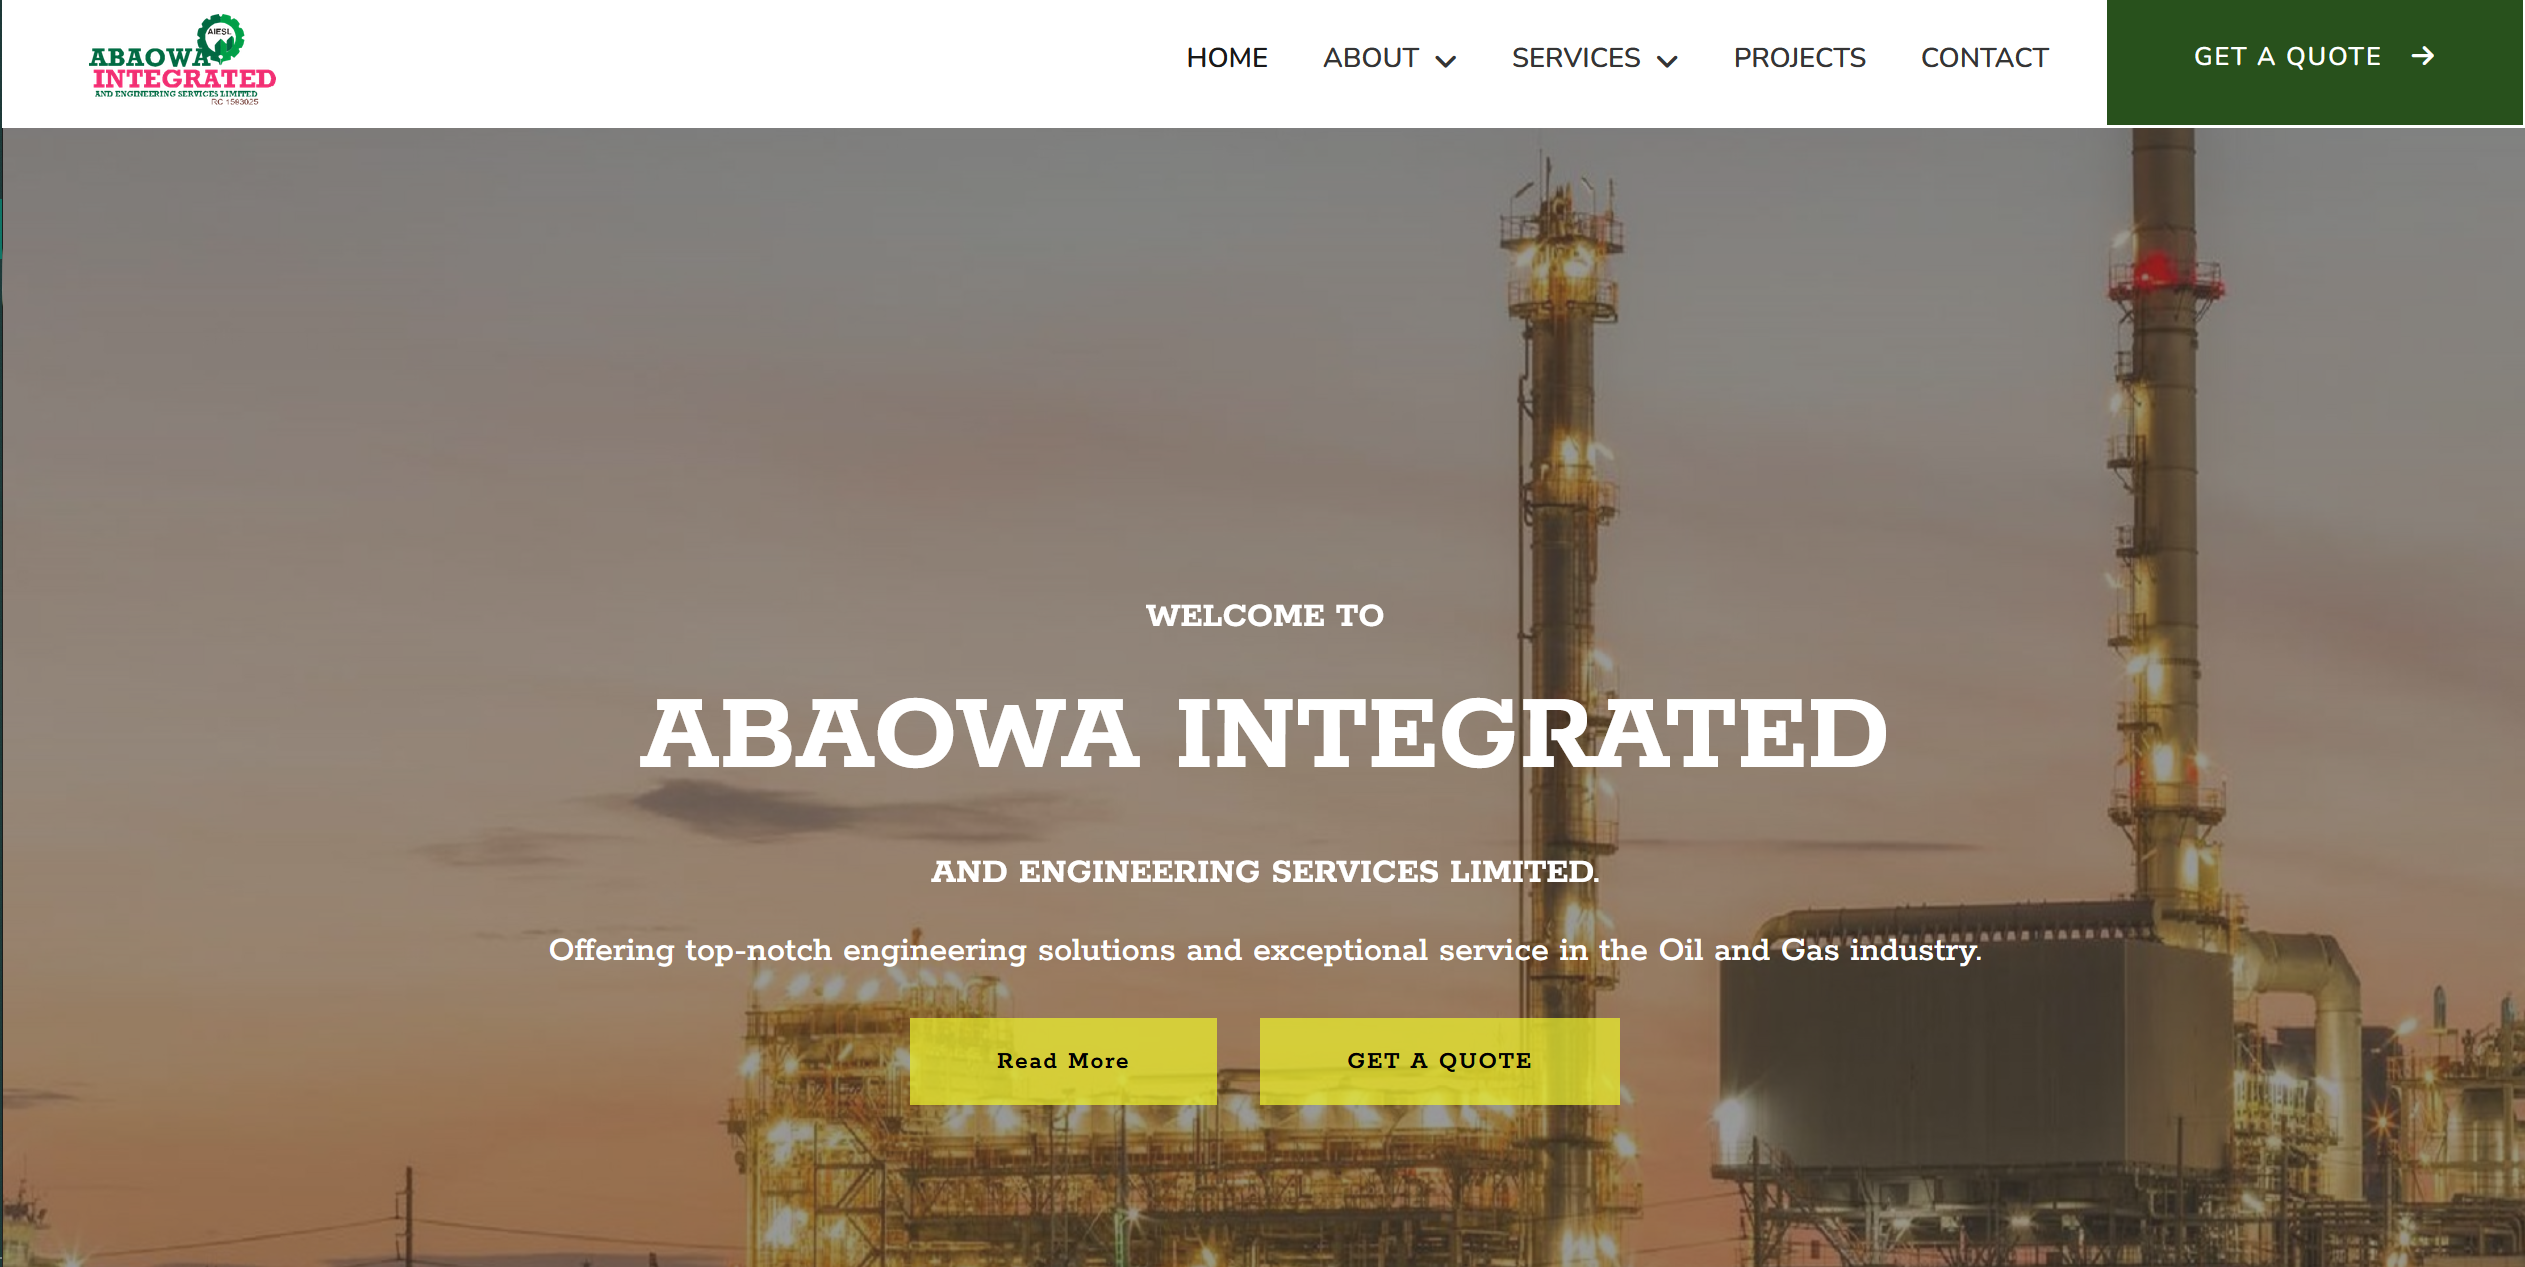 AIESL
ABAOWA
INTEGRATED
AND ENGINEERING SERVICES LIMITED
RC 1583025
HOME
ABOUT
SERVICES
PROJECTS
CONTACT
GET A QUOTE
WELCOME TO
ABAOWA INTEGRATED
AND ENGINEERING SERVICES LIMITED.
Offering top-notch engineering solutions and exceptional service in the Oil and Gas industry.
Read More
GET A QUOTE